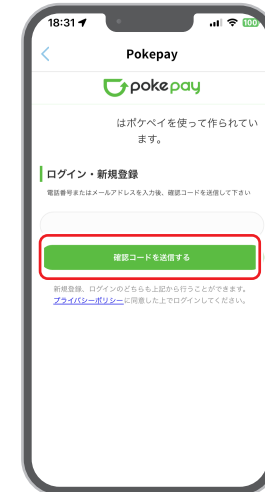 18:31
100
Pokepay
pokepay
はポケペイを使って作られてい
ます。
ログイン・新規登録
電話番号またはメールアドレスを入力後、確認コードを送信して下さい
確認コードを送信する
新規登録、ログインのどちらも上記から行うことができます。
プライバシーポリシーに同意した上でログインしてください。